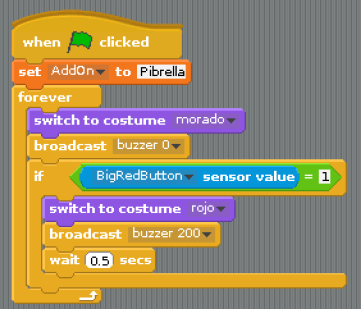 when clicked
set AddOn to Pibrella
forever
switch to costume morado
broadcast buzzer 0
if BigRedButton sensor value = 1
switch to costume rojo
broadcast buzzer 200
wait 0.5 secs